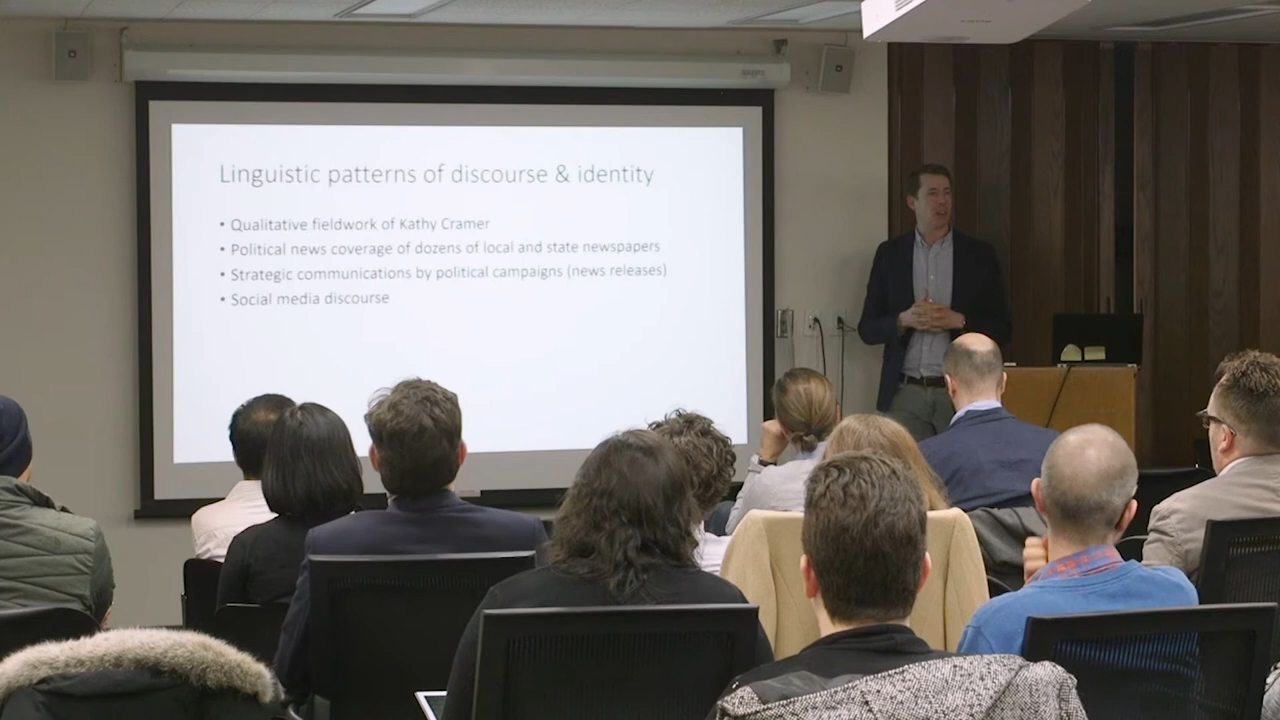 Linguistic patterns of discourse & identity
• Qualitative fieldwork of Kathy Cramer
• Political news coverage of dozens of local and state newspapers
• Strategic communications by political campaigns (news releases)
• Social media discourse